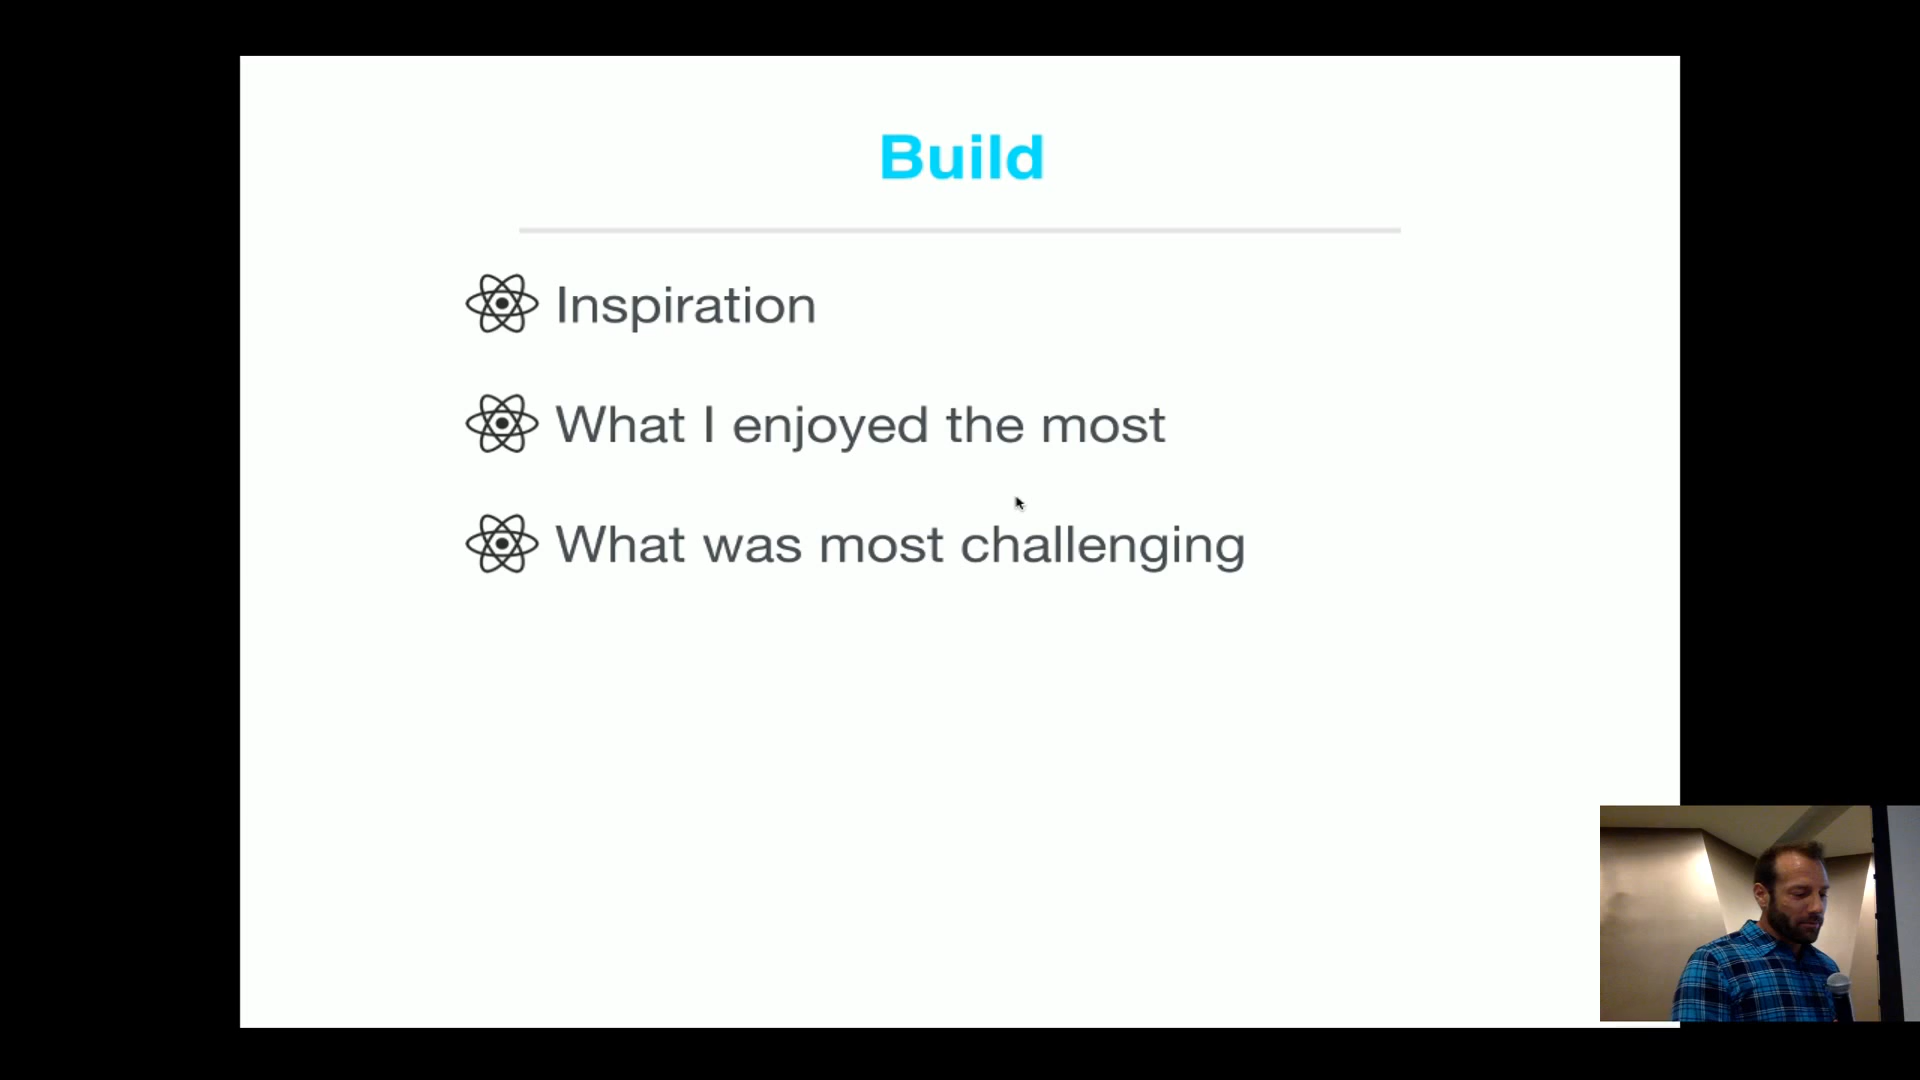 Build
Inspiration
What I enjoyed the most
What was most challenging